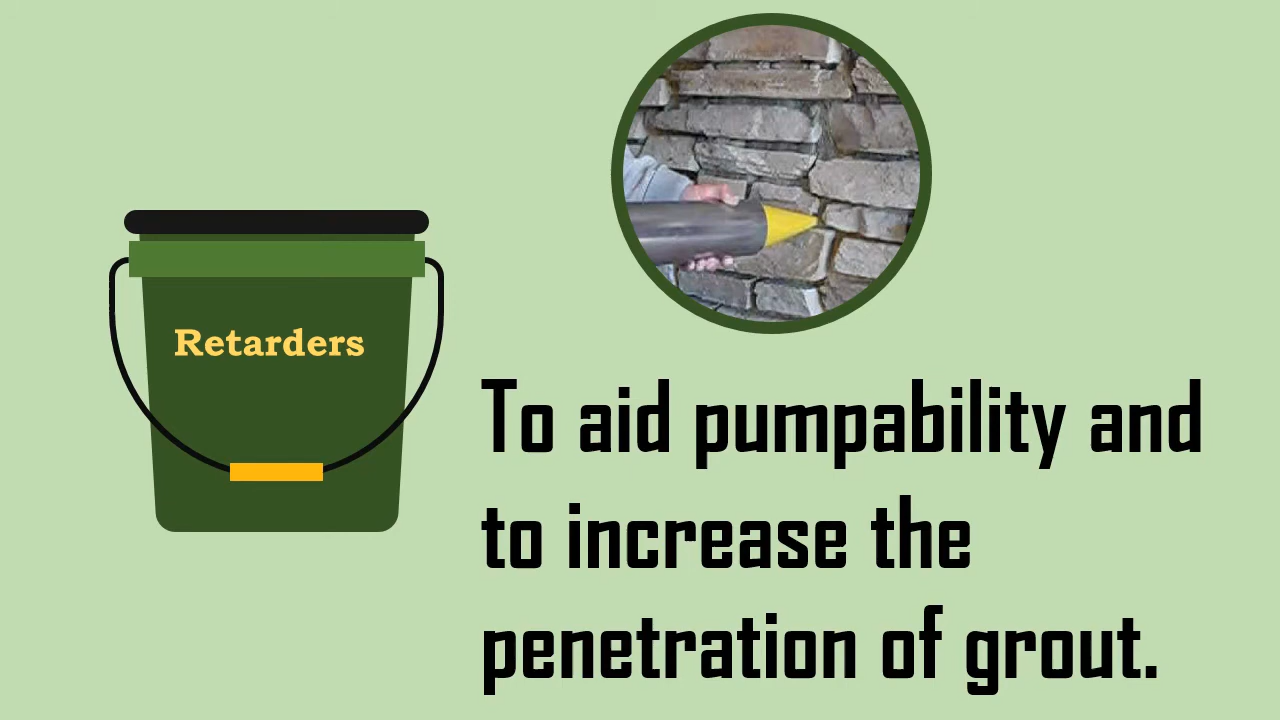 Retarders
To aid pumpability and
to increase the
penetration of grout.